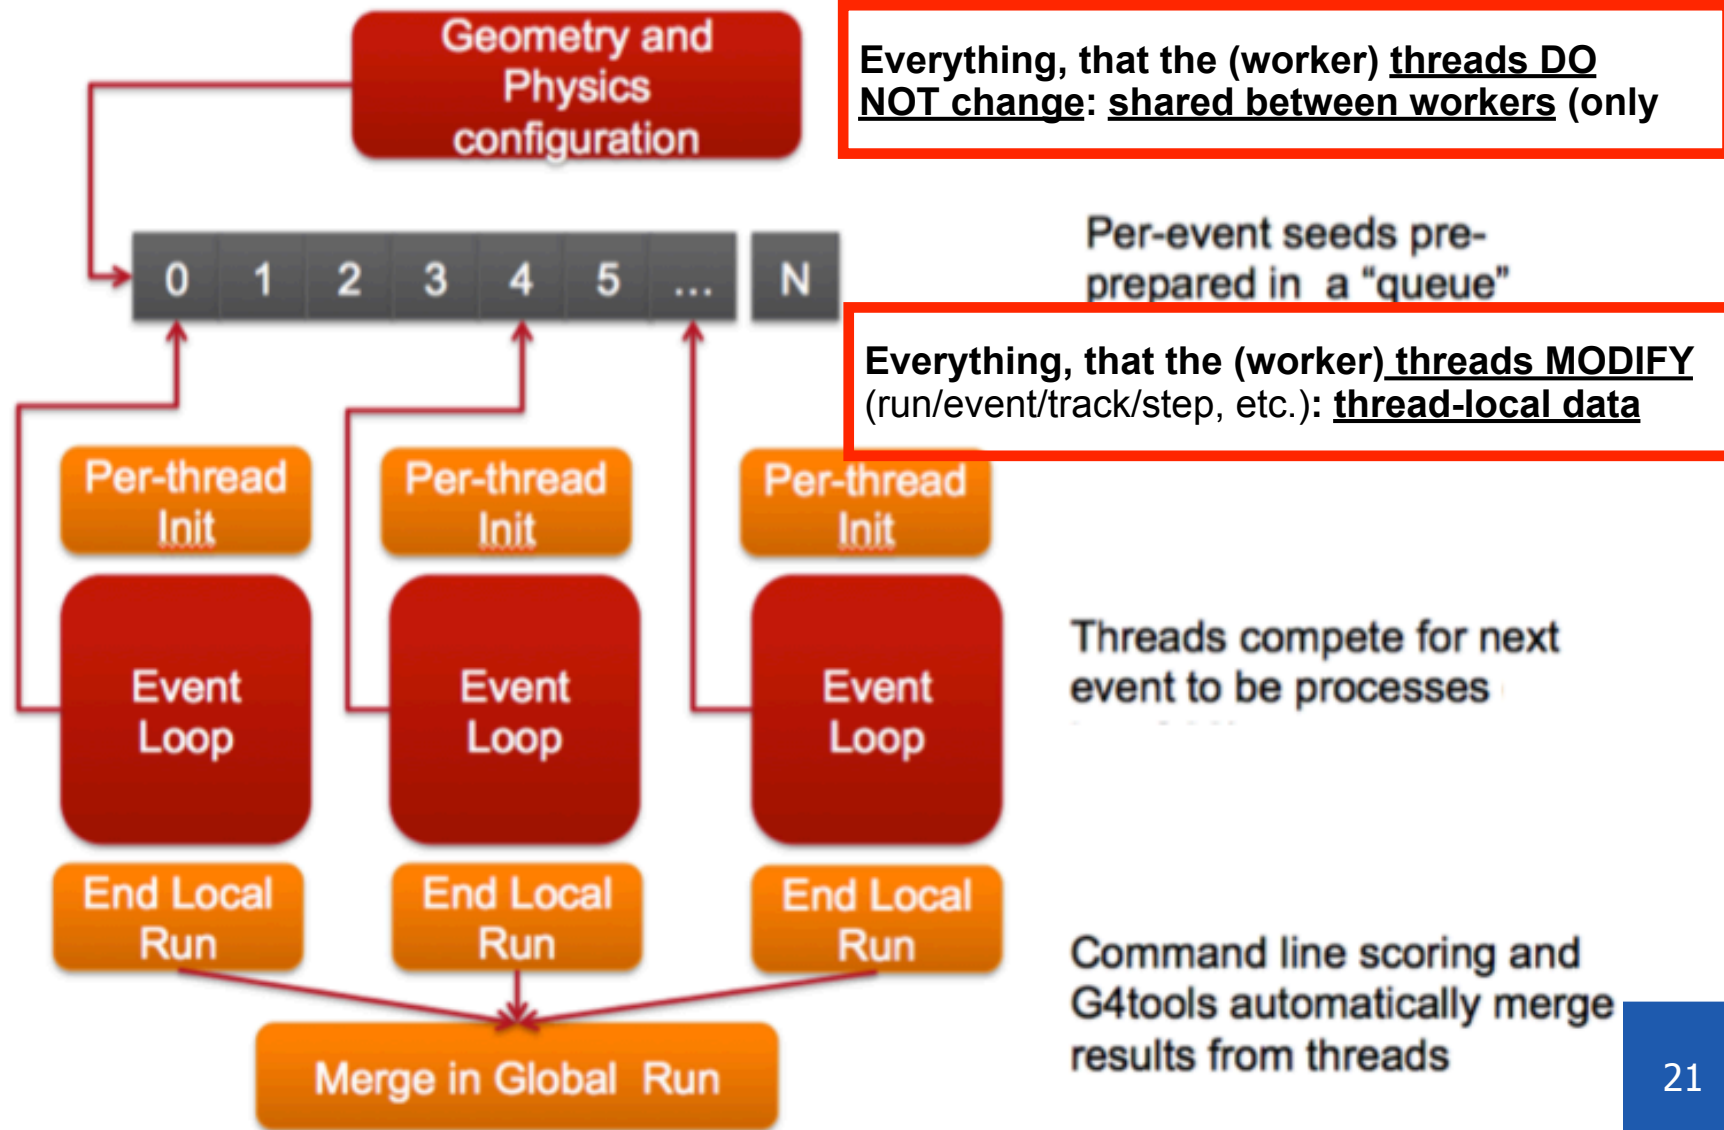 Geometry and
Physics
configuration
Everything, that the (worker) threads DO
NOT change: shared between workers (only
0 1 2 3 4 5 ... N
Per-event seeds pre-
prepared in a “queue”
Everything, that the (worker) threads MODIFY
(run/event/track/step, etc.): thread-local data
Per-thread
Init
Per-thread
Init
Per-thread
Init
Event
Loop
Event
Loop
Event
Loop
Threads compete for next
event to be processes
End Local
Run
End Local
Run
End Local
Run
Command line scoring and
G4tools automatically merge
results from threads
Merge in Global Run
21